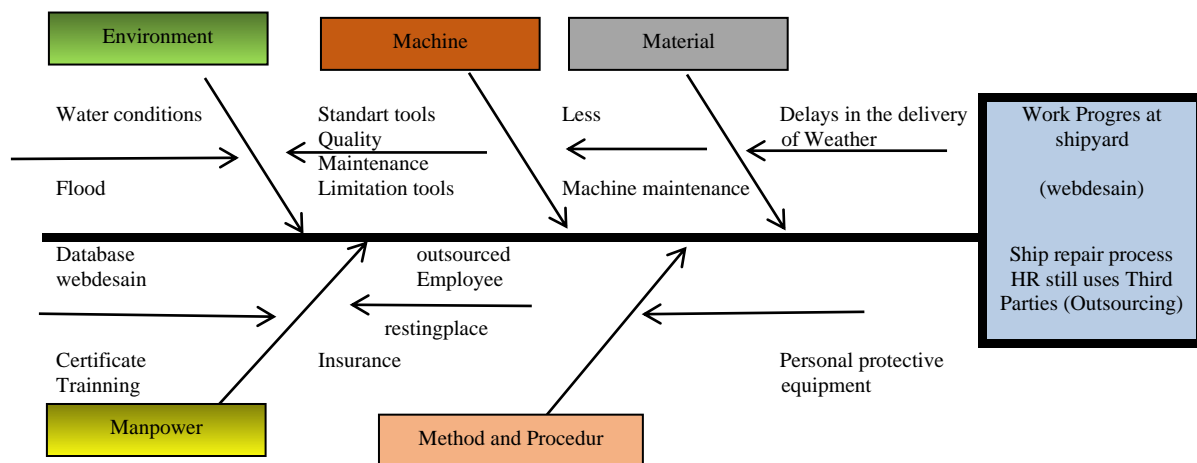 Environment
Machine
Material
Water conditions
Flood
Standart tools
Quality
Maintenance
Limitation tools
Less
Machine maintenance
Delays in the delivery
of Weather
Work Progres at
shipyard
(webdesain)
Ship repair process
HR still uses Third
Parties (Outsourcing)
Database
webdesain
Certificate
Trainning
outsourced
Employee
restingplace
Insurance
Personal protective
equipment
Manpower
Method and Procedur